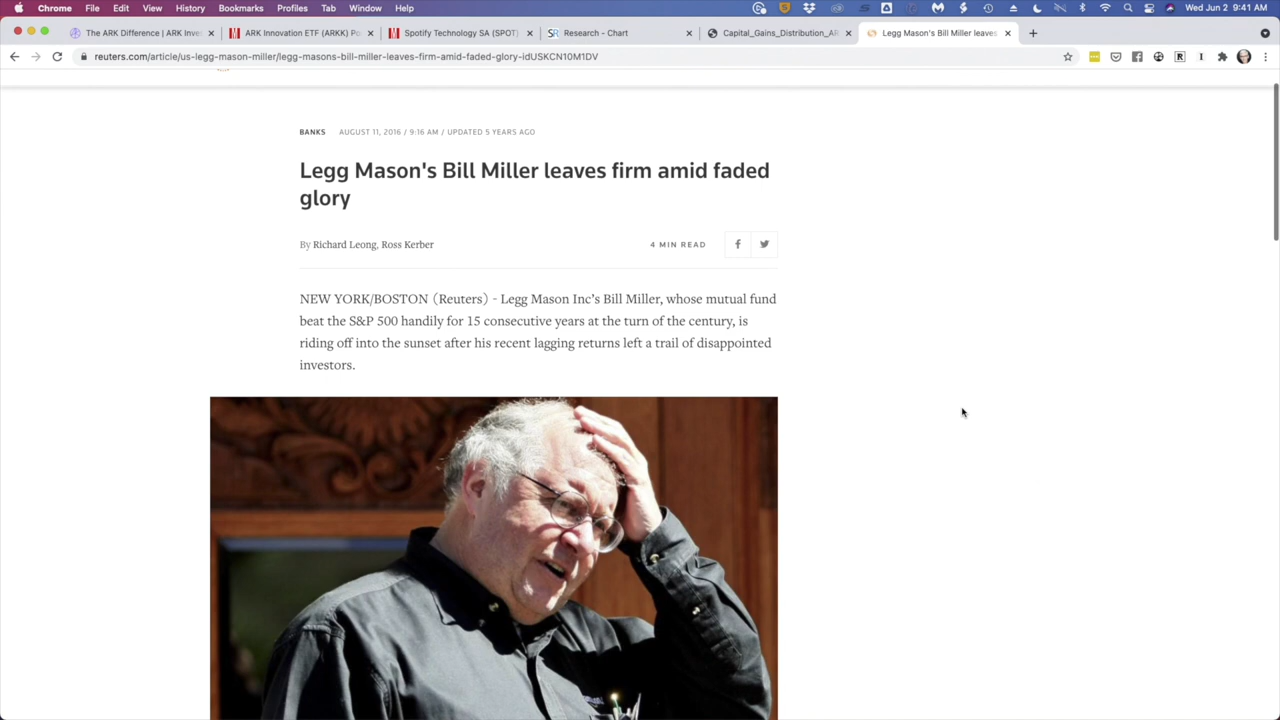 Chrome File Edit View History Bookmarks Profiles Tab Window Help
Wed Jun 2 9:41 AM
The ARK Difference | ARK Inve
ARK Innovation ETF (ARKK) Po
Spotify Technology SA (SPOT)
Research - Chart
Capital_Gains_Distribution_AR
Legg Mason's Bill Miller leaves
reuters.com/article/us-legg-mason-miller/legg-masons-bill-miller-leaves-firm-amid-faded-glory-idUSKCN10M1DV
BANKS AUGUST 11, 2016 / 9:16 AM / UPDATED 5 YEARS AGO
Legg Mason's Bill Miller leaves firm amid faded
glory
By Richard Leong, Ross Kerber
4 MIN READ
NEW YORK/BOSTON (Reuters) - Legg Mason Inc’s Bill Miller, whose mutual fund
beat the S&P 500 handily for 15 consecutive years at the turn of the century, is
riding off into the sunset after his recent lagging returns left a trail of disappointed
investors.